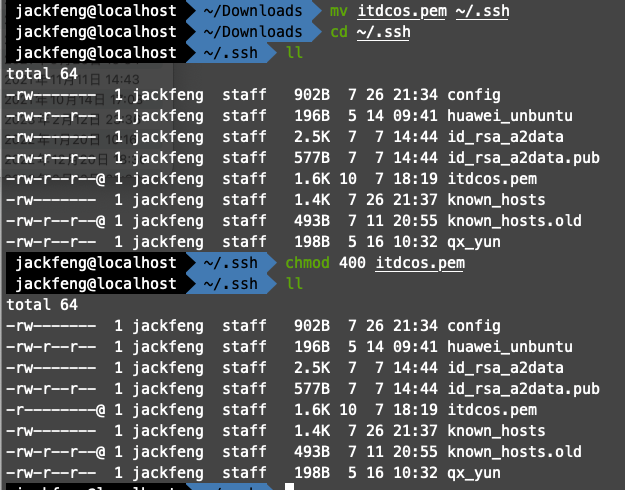 jackfeng@localhost ~/Downloads mv itdcos.pem ~/.ssh
jackfeng@localhost ~/Downloads cd ~/.ssh
jackfeng@localhost ~/.ssh ll
total 64
-rw------- 1 jackfeng staff 902B 7 26 21:34 config
-rw-r--r-- 1 jackfeng staff 196B 5 14 09:41 huawei_unbuntu
-rw------- 1 jackfeng staff 2.5K 7 7 14:44 id_rsa_a2data
-rw-r--r-- 1 jackfeng staff 577B 7 7 14:44 id_rsa_a2data.pub
-rw-r--r--@ 1 jackfeng staff 1.6K 10 7 18:19 itdcos.pem
-rw------- 1 jackfeng staff 1.4K 7 26 21:37 known_hosts
-rw-r--r--@ 1 jackfeng staff 493B 7 11 20:55 known_hosts.old
-rw-r--r-- 1 jackfeng staff 198B 5 16 10:32 qx_yun
jackfeng@localhost ~/.ssh chmod 400 itdcos.pem
jackfeng@localhost ~/.ssh ll
total 64
-rw------- 1 jackfeng staff 902B 7 26 21:34 config
-rw-r--r-- 1 jackfeng staff 196B 5 14 09:41 huawei_unbuntu
-rw------- 1 jackfeng staff 2.5K 7 7 14:44 id_rsa_a2data
-rw-r--r-- 1 jackfeng staff 577B 7 7 14:44 id_rsa_a2data.pub
-r--------@ 1 jackfeng staff 1.6K 10 7 18:19 itdcos.pem
-rw------- 1 jackfeng staff 1.4K 7 26 21:37 known_hosts
-rw-r--r--@ 1 jackfeng staff 493B 7 11 20:55 known_hosts.old
-rw-r--r-- 1 jackfeng staff 198B 5 16 10:32 qx_yun
jackfeng@localhost ~/.ssh